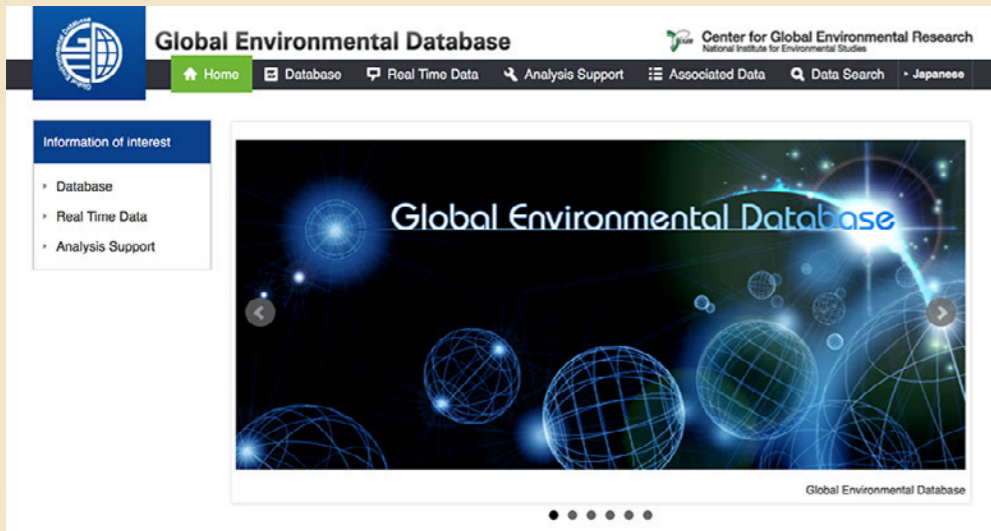 Global Environmental Database
Center for Global Environmental Research
National Institute for Environmental Studies
Home Database Real Time Data Analysis Support Associated Data Data Search Japanese
Information of interest
Database
Real Time Data
Analysis Support
Global Environmental Database
Global Environmental Database